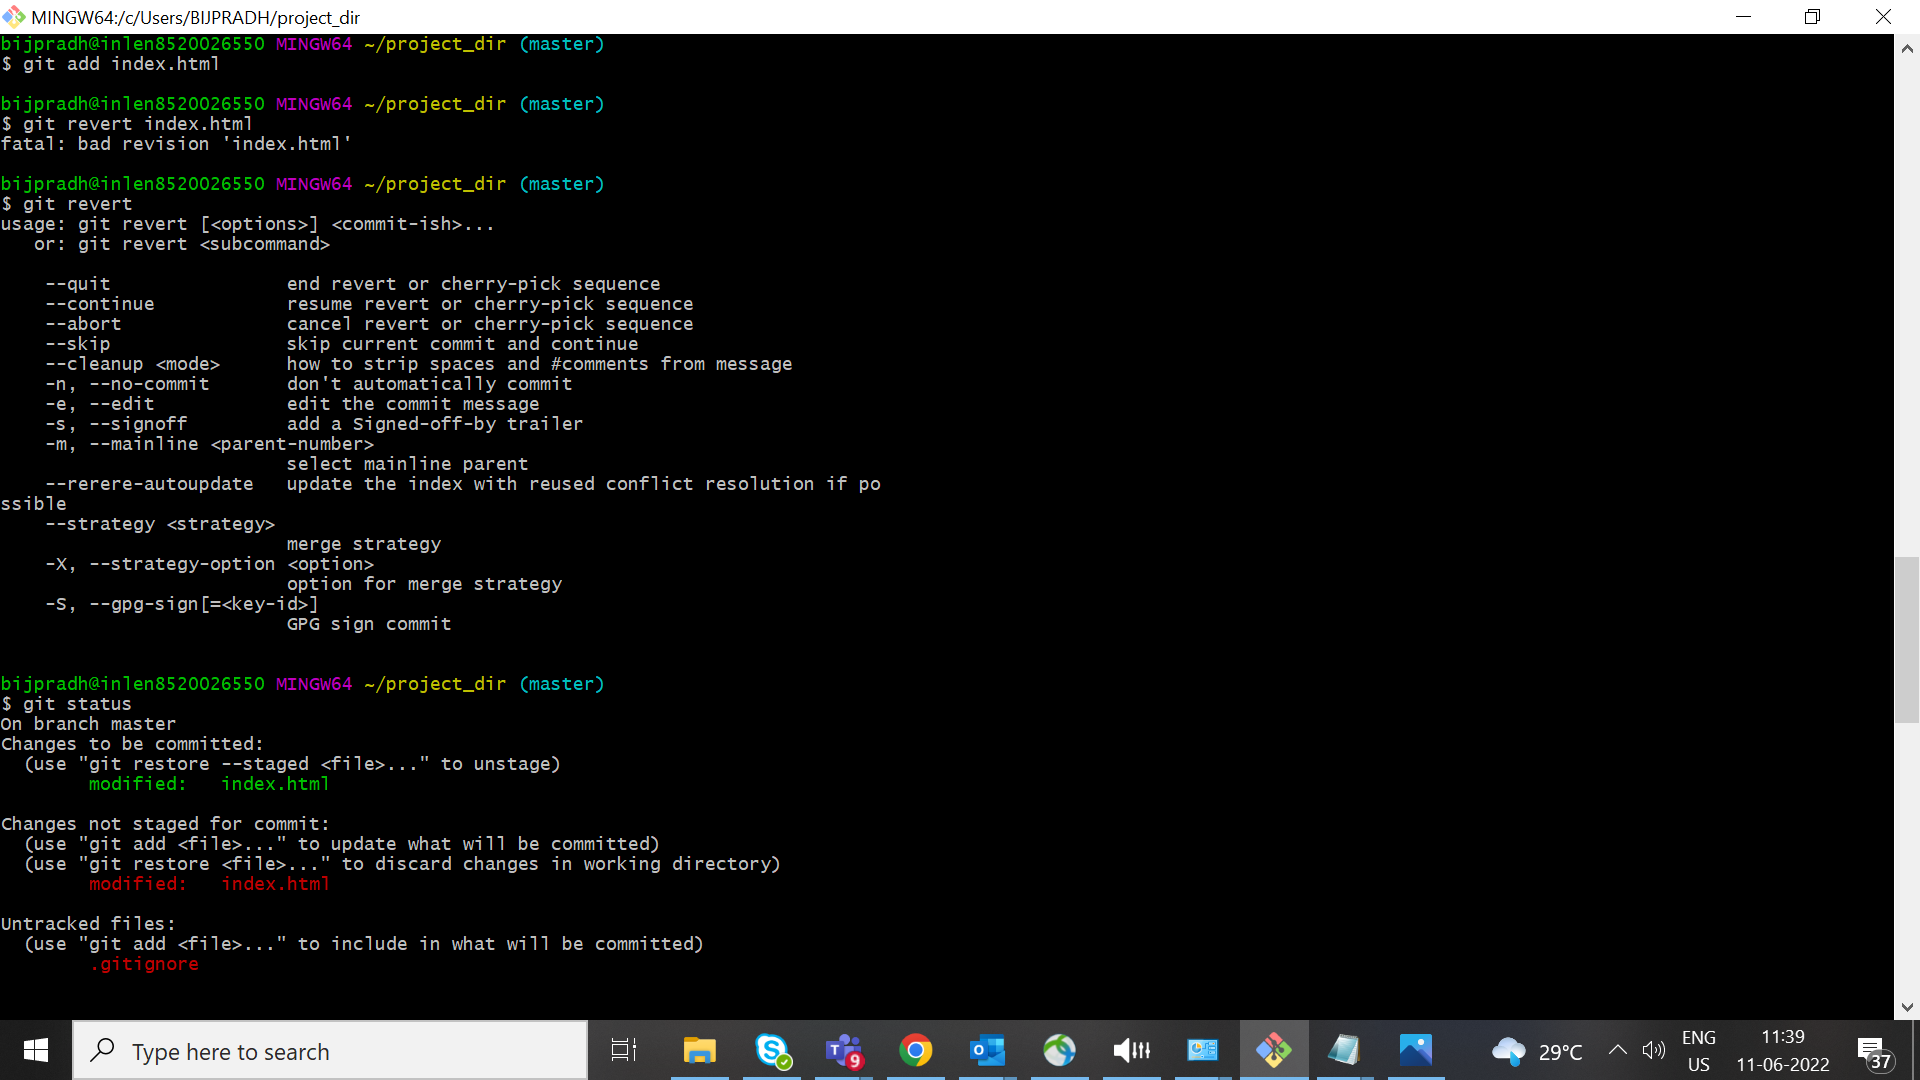 MINGW64:/c/Users/BIJPRADH/project_dir
bijpradh@inlen8520026550 MINGW64 ~/project_dir (master)
$ git add index.html
bijpradh@inlen8520026550 MINGW64 ~/project_dir (master)
$ git revert index.html
fatal: bad revision 'index.html'
bijpradh@inlen8520026550 MINGW64 ~/project_dir (master)
$ git revert
usage: git revert [<options>] <commit-ish>...
   or: git revert <subcommand>
    --quit                end revert or cherry-pick sequence
    --continue            resume revert or cherry-pick sequence
    --abort               cancel revert or cherry-pick sequence
    --skip                skip current commit and continue
    --cleanup <mode>      how to strip spaces and #comments from message
    -n, --no-commit       don't automatically commit
    -e, --edit            edit the commit message
    -s, --signoff         add a Signed-off-by trailer
    -m, --mainline <parent-number>
                          select mainline parent
    --rerere-autoupdate   update the index with reused conflict resolution if po
ssible
    --strategy <strategy>
                          merge strategy
    -X, --strategy-option <option>
                          option for merge strategy
    -S, --gpg-sign[=<key-id>]
                          GPG sign commit
bijpradh@inlen8520026550 MINGW64 ~/project_dir (master)
$ git status
On branch master
Changes to be committed:
  (use "git restore --staged <file>..." to unstage)
        modified:   index.html
Changes not staged for commit:
  (use "git add <file>..." to update what will be committed)
  (use "git restore <file>..." to discard changes in working directory)
        modified:   index.html
Untracked files:
  (use "git add <file>..." to include in what will be committed)
        .gitignore
Type here to search
9
29°C
ENG
US
11:39
11-06-2022
37